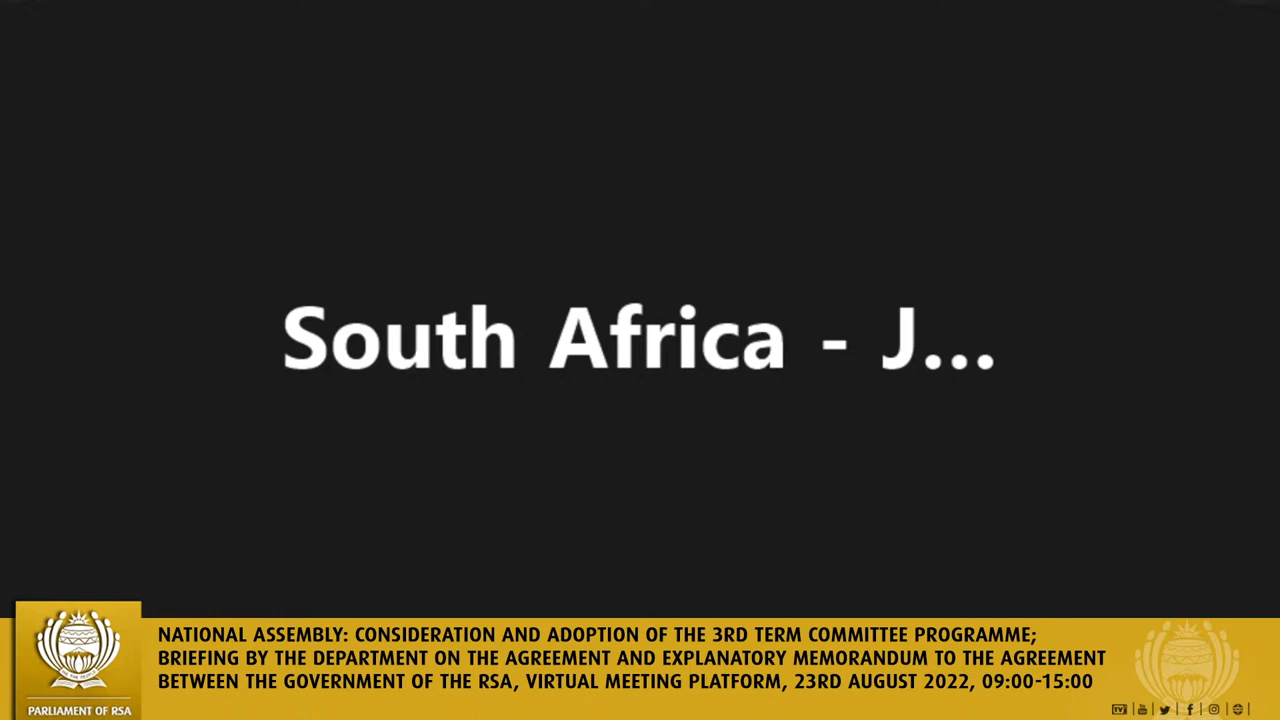 South Africa - J...
NATIONAL ASSEMBLY: CONSIDERATION AND ADOPTION OF THE 3RD TERM COMMITTEE PROGRAMME;
BRIEFING BY THE DEPARTMENT ON THE AGREEMENT AND EXPLANATORY MEMORANDUM TO THE AGREEMENT
BETWEEN THE GOVERNMENT OF THE RSA, VIRTUAL MEETING PLATFORM, 23RD AUGUST 2022, 09:00-15:00
PARLIAMENT OF RSA